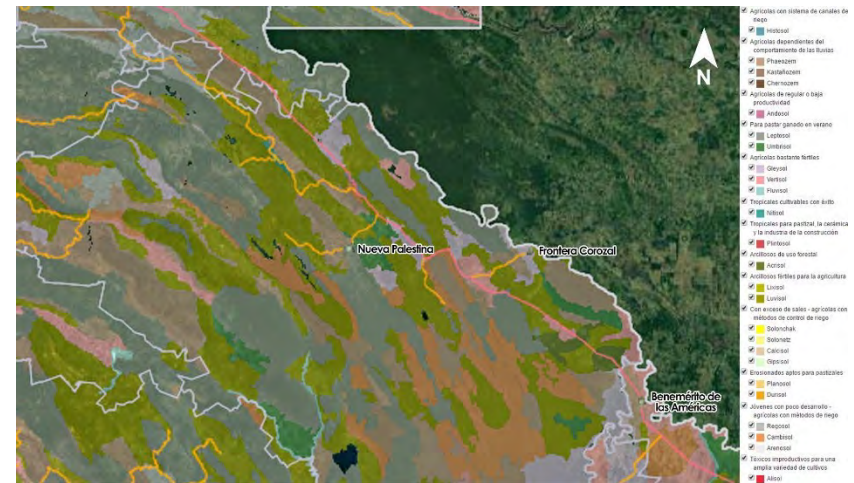 N
Nueva Palestina
Frontera Corozal
Benemérito de
las Américas
Agrícolas con sistema de canales de
riego
Histosol
Agrícolas dependientes del
comportamiento de las lluvias
Phaeozem
Kastañozem
Chernozem
Agrícolas de regular o baja
productividad
Andosol
Para pastar ganado en verano
Leptosol
Umbrisol
Agrícolas bastante fértiles
Gleysol
Vertisol
Fluvisol
Tropicales cultivables con éxito
Nitisol
Tropicales para pastizal, la cerámica
y la industria de la construcción
Plintosol
Arcillosos de uso forestal
Acrisol
Arcillosos fértiles para la agricultura
Lixisol
Luvisol
Con exceso de sales - agrícolas con
métodos de control de riego
Solonchak
Solonetz
Calcisol
Gipsisol
Erosionados aptos para pastizales
Planosol
Durisol
Jóvenes con poco desarrollo -
agrícolas con métodos de riego
Regosol
Cambisol
Arenosol
Tóxicos improductivos para una
amplia variedad de cultivos
Alisol